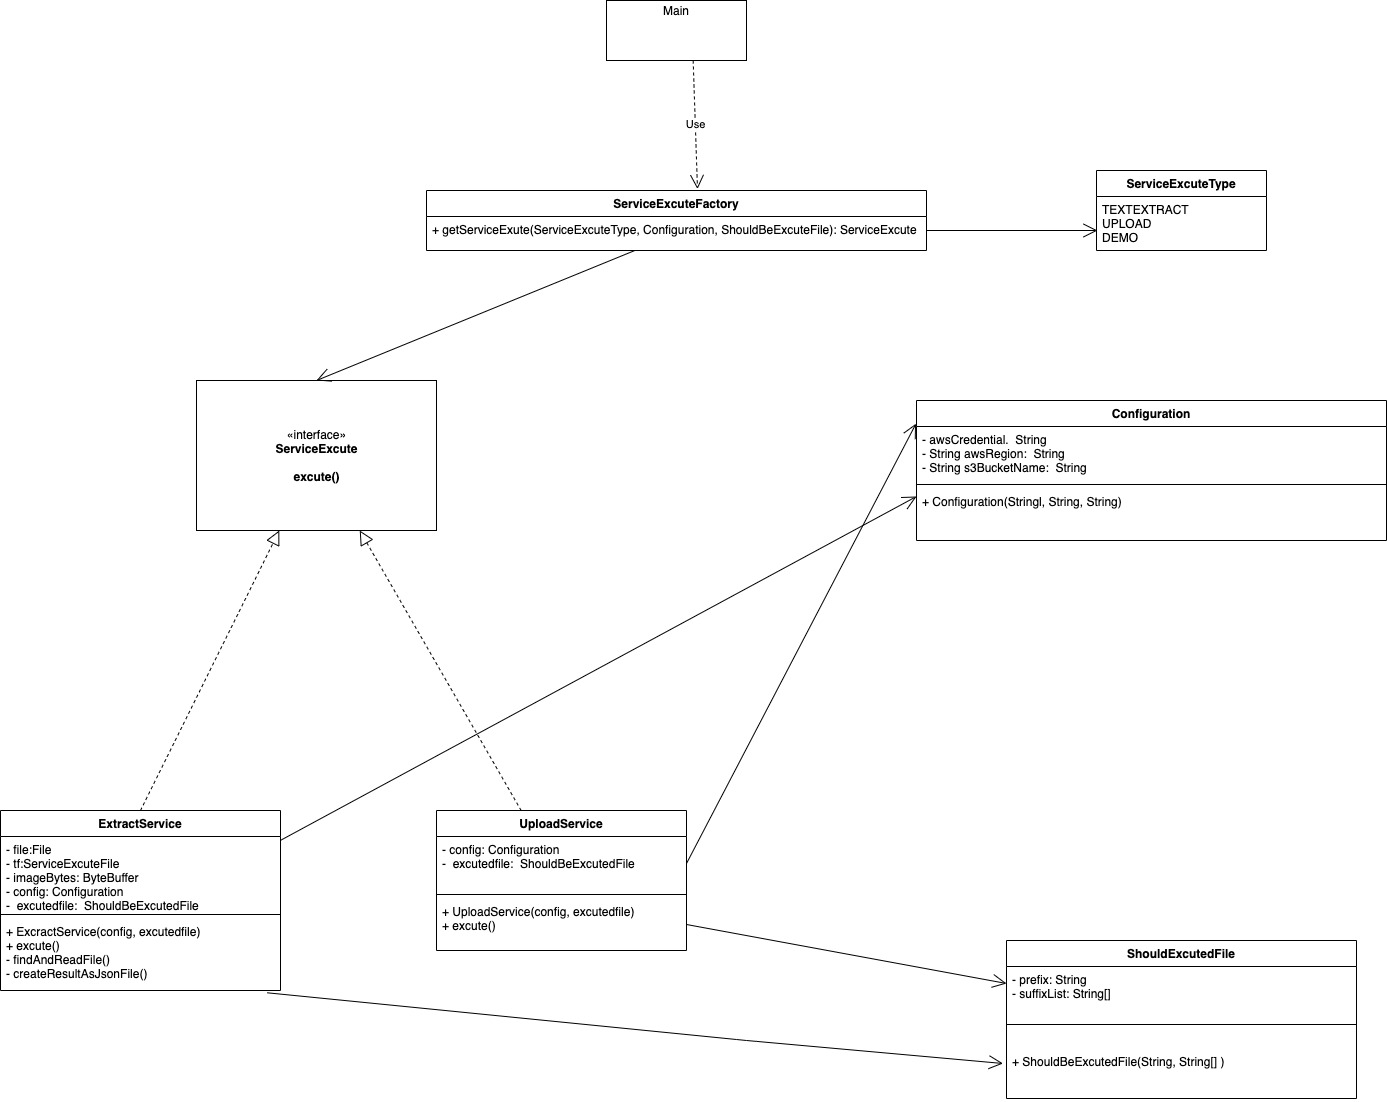 Main
Use
ServiceExcuteFactory
+ getServiceExute(ServiceExcuteType, Configuration, ShouldBeExcuteFile): ServiceExcute
ServiceExcuteType
TEXTEXTRACT
UPLOAD
DEMO
«interface»
ServiceExcute
excute()
Configuration
- awsCredential.  String
- String awsRegion:  String
- String s3BucketName:  String
+ Configuration(Stringl, String, String)
ExtractService
- file:File
- tf:ServiceExcuteFile
- imageBytes: ByteBuffer
- config: Configuration
-  excutedfile:  ShouldBeExcutedFile
+ ExcractService(config, excutedfile)
+ excute()
- findAndReadFile()
- createResultAsJsonFile()
UploadService
- config: Configuration
-  excutedfile:  ShouldBeExcutedFile
+ UploadService(config, excutedfile)
+ excute()
ShouldExcutedFile
- prefix: String
- suffixList: String[]
+ ShouldBeExcutedFile(String, String[] )